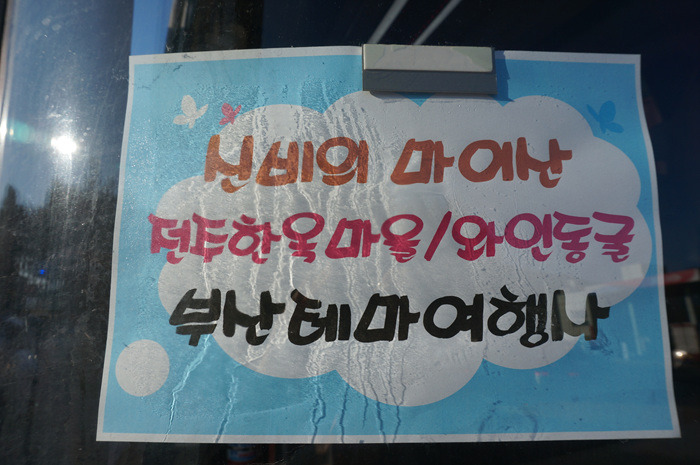 신비의 마이산
전주한옥마을/와인동굴
부산테마여행사